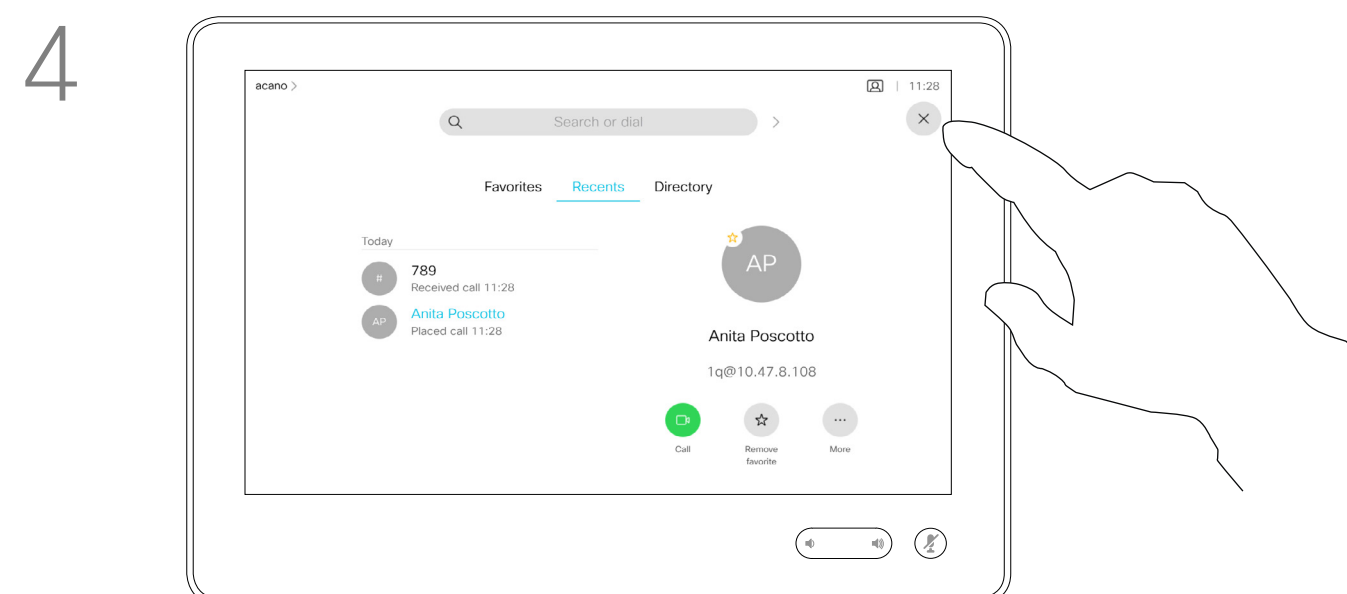 4
acano >
| 11:28
Search or dial >
×
Favorites Recents Directory
Today
#
789
Received call 11:28
AP
Anita Poscotto
Placed call 11:28
AP
Anita Poscotto
1q@10.47.8.108
Call
Remove
favorite
More